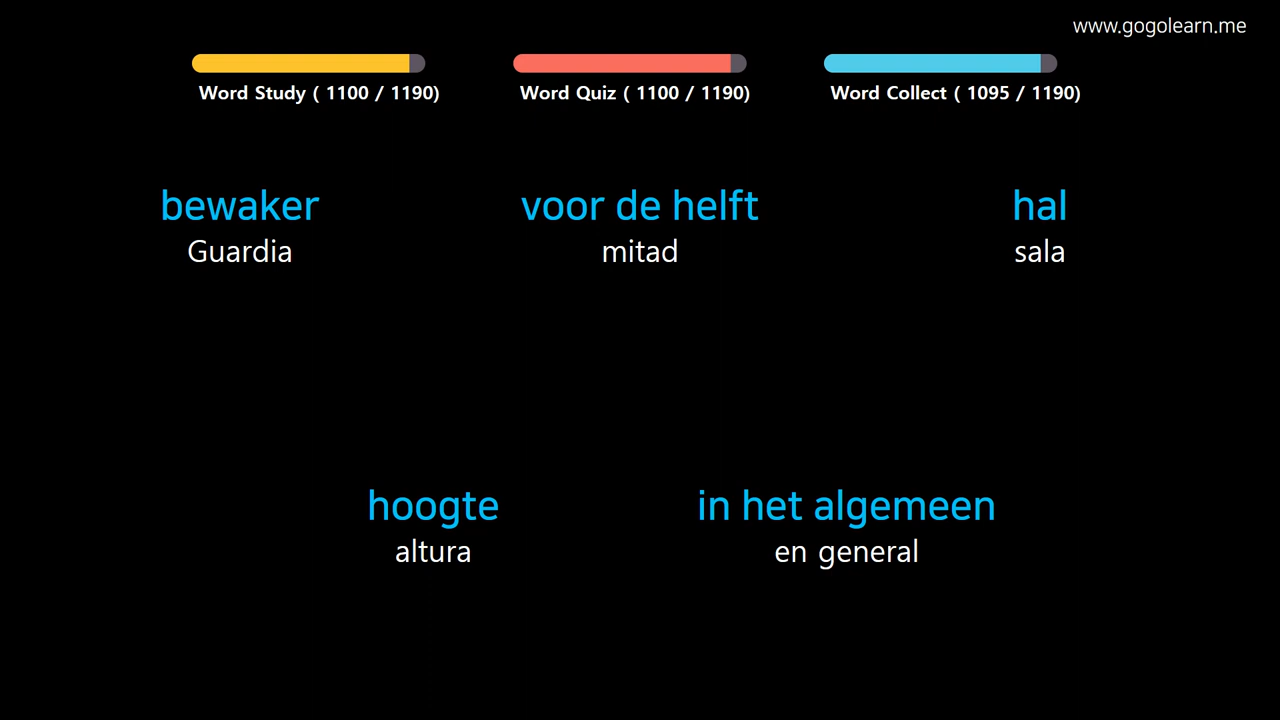 www.gogolearn.me
Word Study ( 1100 / 1190)
Word Quiz ( 1100 / 1190)
Word Collect ( 1095 / 1190)
bewaker
Guardia
voor de helft
mitad
hal
sala
hoogte
altura
in het algemeen
en general